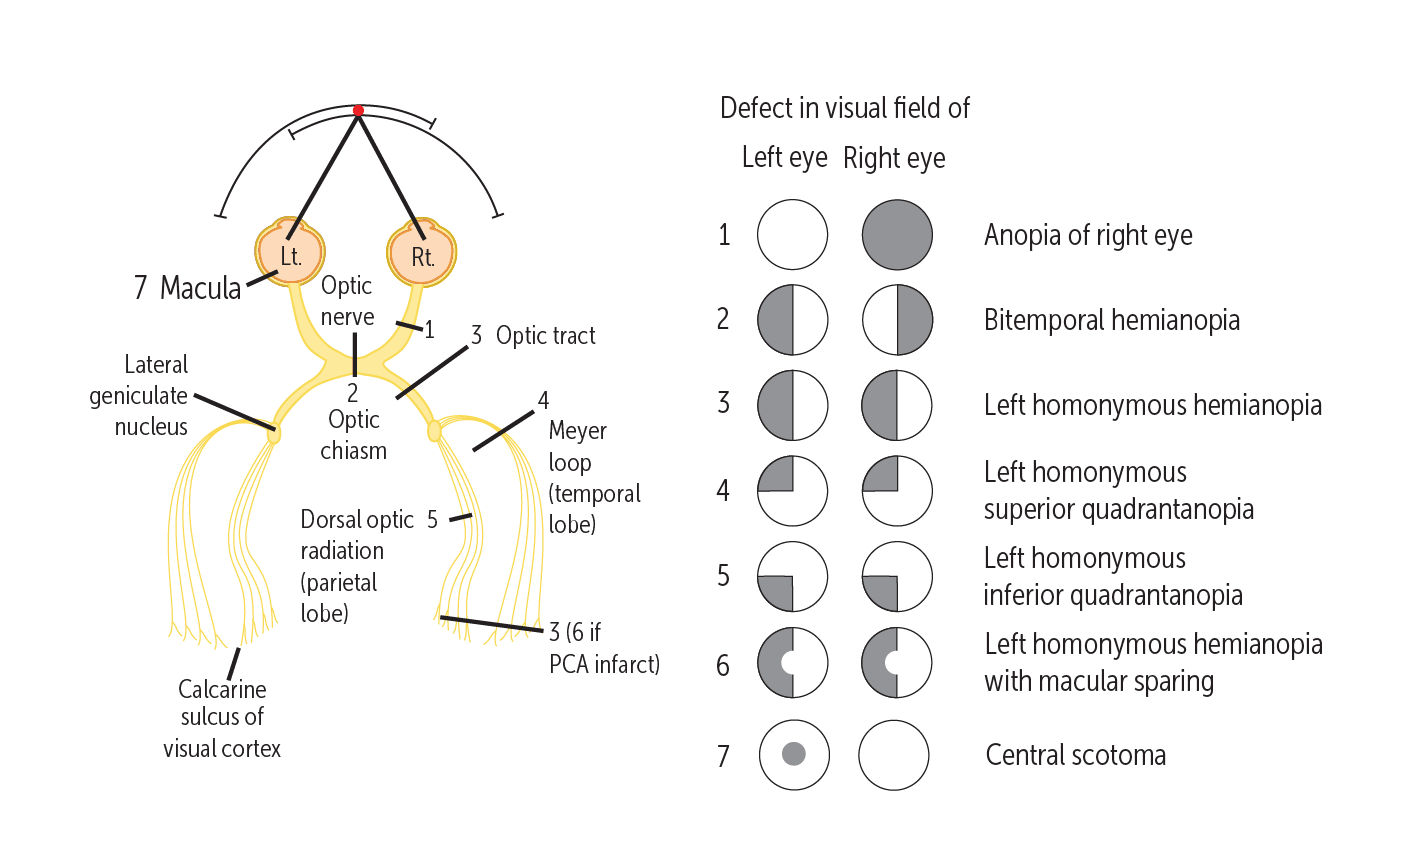 Lt.
Rt.
7 Macula
Optic
nerve
1
3 Optic tract
Lateral
geniculate
nucleus
2
Optic
chiasm
4
Meyer
loop
(temporal
lobe)
Dorsal optic 5
radiation
(parietal
lobe)
3 (6 if
PCA infarct)
Calcarine
sulcus of
visual cortex
Defect in visual field of
Left eye Right eye
1 Anopia of right eye
2 Bitemporal hemianopia
3 Left homonymous hemianopia
4 Left homonymous
superior quadrantanopia
5 Left homonymous
inferior quadrantanopia
6 Left homonymous hemianopia
with macular sparing
7 Central scotoma